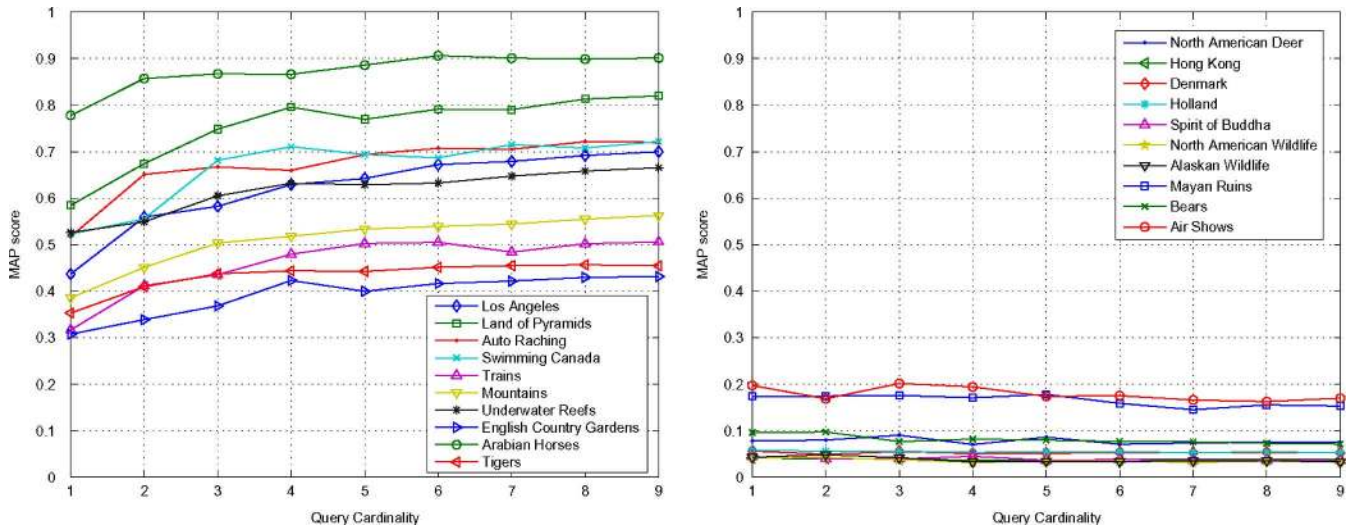 1
0.9
0.8
0.7
0.6
0.5
0.4
0.3
0.2
0.1
0
MAP score
1 2 3 4 5 6 7 8 9
Query Cardinality
Los Angeles
Land of Pyramids
Auto Raching
Swimming Canada
Trains
Mountains
Underwater Reefs
English Country Gardens
Arabian Horses
Tigers
1
0.9
0.8
0.7
0.6
0.5
0.4
0.3
0.2
0.1
0
MAP score
1 2 3 4 5 6 7 8 9
Query Cardinality
North American Deer
Hong Kong
Denmark
Holland
Spirit of Buddha
North American Wildlife
Alaskan Wildlife
Mayan Ruins
Bears
Air Shows